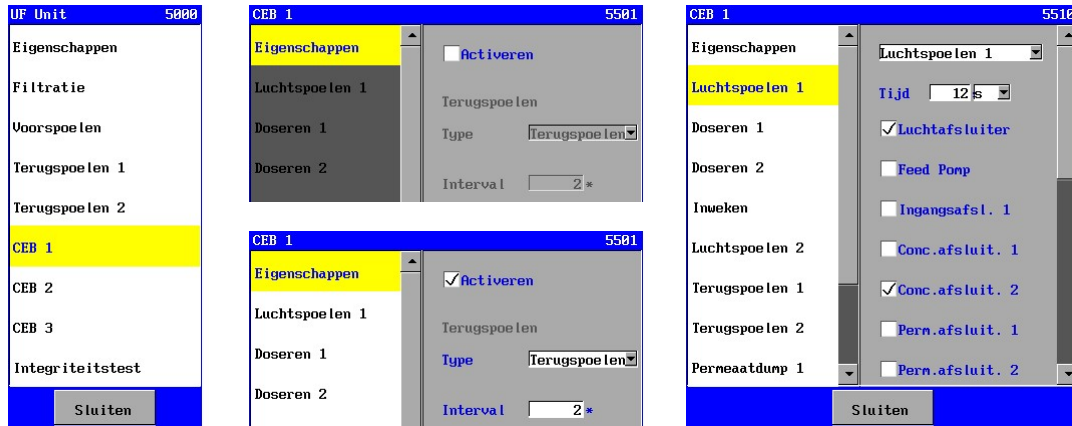 UF Unit 5000
Eigenschappen
Filtratie
Voorspoelen
Terugspoelen 1
Terugspoelen 2
CEB 1
CEB 2
CEB 3
Integriteitstest
Sluiten
CEB 1 5501
Eigenschappen
Luchtspoelen 1
Doseren 1
Doseren 2
Activeren
Terugspoelen
Type Terugspoelen
Interval 2 *
CEB 1 5501
Eigenschappen
Luchtspoelen 1
Doseren 1
Doseren 2
Activeren
Terugspoelen
Type Terugspoelen
Interval 2 *
CEB 1 5510
Eigenschappen
Luchtspoelen 1
Doseren 1
Doseren 2
Inweken
Luchtspoelen 2
Terugspoelen 1
Terugspoelen 2
Permeaatdump 1
Luchtspoelen 1
Tijd 12 s
Luchtafsluiter
Feed Pomp
Ingangsafsl. 1
Conc.afsluit. 1
Conc.afsluit. 2
Perm.afsluit. 1
Perm.afsluit. 2
Sluiten